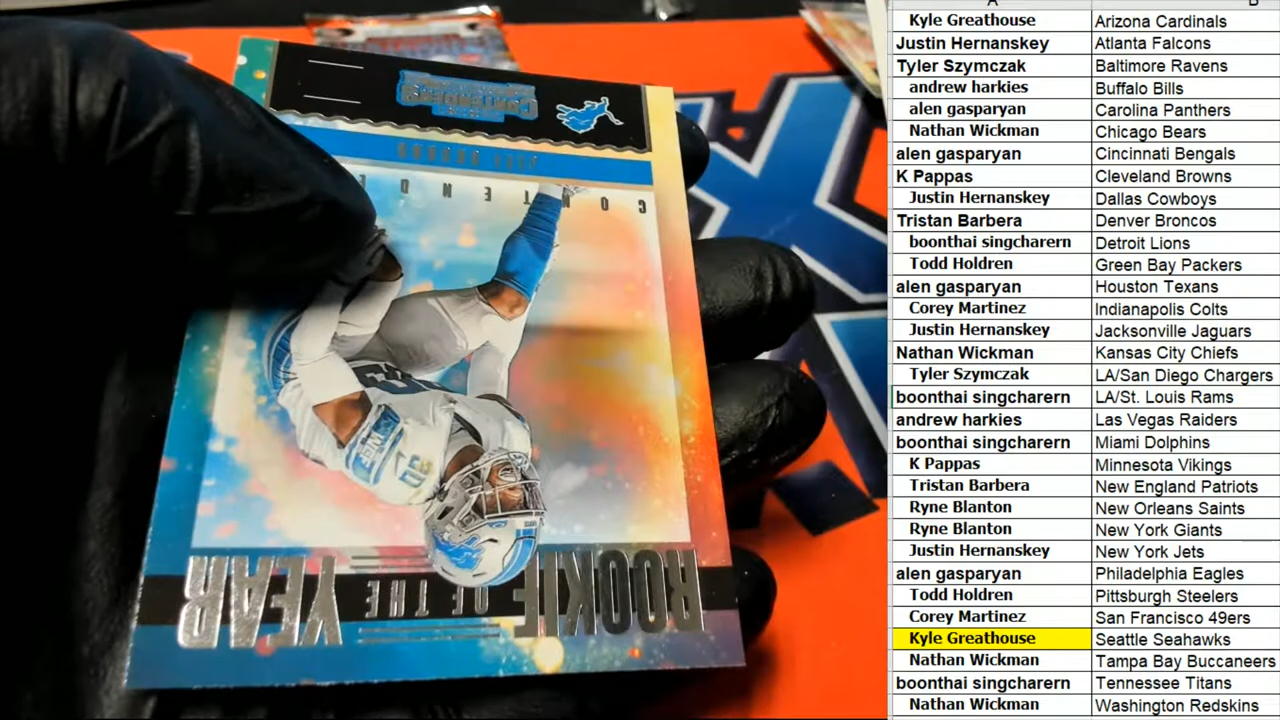 A B
Kyle Greathouse Arizona Cardinals
Justin Hernanskey Atlanta Falcons
Tyler Szymczak Baltimore Ravens
andrew harkies Buffalo Bills
alen gasparyan Carolina Panthers
Nathan Wickman Chicago Bears
alen gasparyan Cincinnati Bengals
K Pappas Cleveland Browns
Justin Hernanskey Dallas Cowboys
Tristan Barbera Denver Broncos
boonthai singcharern Detroit Lions
Todd Holdren Green Bay Packers
alen gasparyan Houston Texans
Corey Martinez Indianapolis Colts
Justin Hernanskey Jacksonville Jaguars
Nathan Wickman Kansas City Chiefs
Tyler Szymczak LA/San Diego Chargers
boonthai singcharern LA/St. Louis Rams
andrew harkies Las Vegas Raiders
boonthai singcharern Miami Dolphins
K Pappas Minnesota Vikings
Tristan Barbera New England Patriots
Ryne Blanton New Orleans Saints
Ryne Blanton New York Giants
Justin Hernanskey New York Jets
alen gasparyan Philadelphia Eagles
Todd Holdren Pittsburgh Steelers
Corey Martinez San Francisco 49ers
Kyle Greathouse Seattle Seahawks
Nathan Wickman Tampa Bay Buccaneers
boonthai singcharern Tennessee Titans
Nathan Wickman Washington Redskins
ROOKIE OF THE YEAR
CONTENDE
CONTENDERS